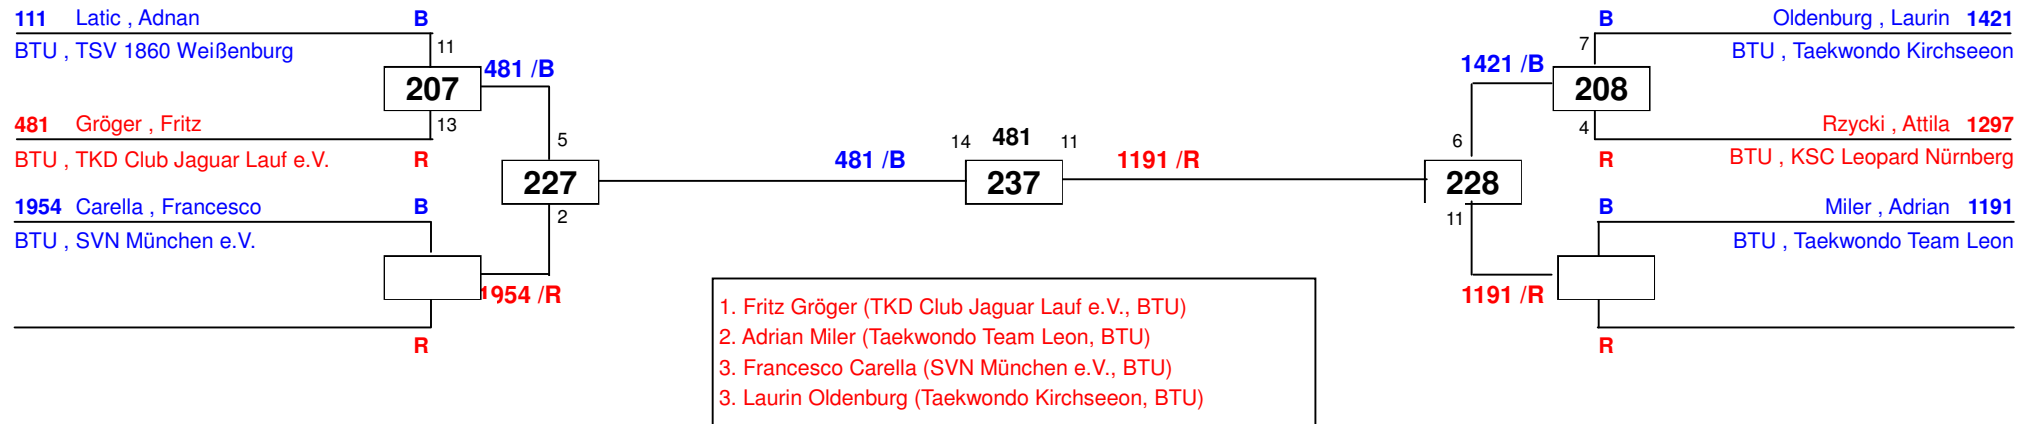 111 Latic , Adnan B
BTU , TSV 1860 Weißenburg
11
207
481 /B
13
481 Gröger , Fritz
BTU , TKD Club Jaguar Lauf e.V. R
5
227
2
1954 Carella , Francesco B
BTU , SVN München e.V.
1954 /R
R
481 /B
14 481 11
237
1191 /R
B Oldenburg , Laurin 1421
7
BTU , Taekwondo Kirchseeon
1421 /B
208
4
Rzycki , Attila 1297
R BTU , KSC Leopard Nürnberg
6
228
11
B Miler , Adrian 1191
BTU , Taekwondo Team Leon
1191 /R
R
1. Fritz Gröger (TKD Club Jaguar Lauf e.V., BTU)
2. Adrian Miler (Taekwondo Team Leon, BTU)
3. Francesco Carella (SVN München e.V., BTU)
3. Laurin Oldenburg (Taekwondo Kirchseeon, BTU)